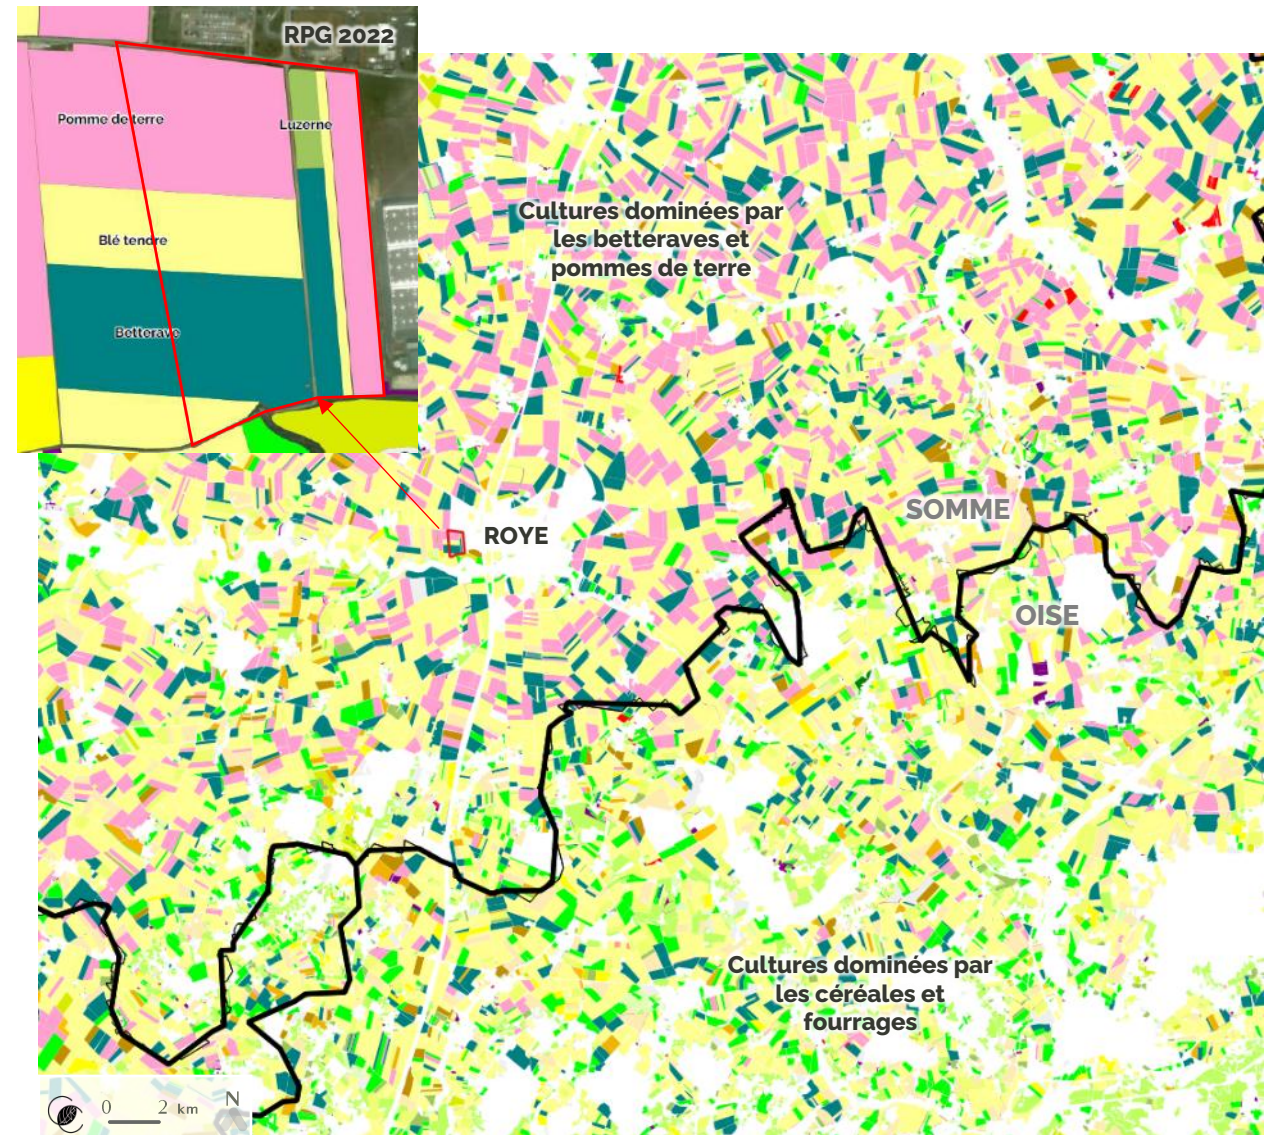 RPG 2022
Pomme de terre
Luzerne
Blé tendre
Betterave
Cultures dominées par
les betteraves et
pommes de terre
SOMME
ROYE
OISE
Cultures dominées par
les céréales et
fourrages
0 2 km
N